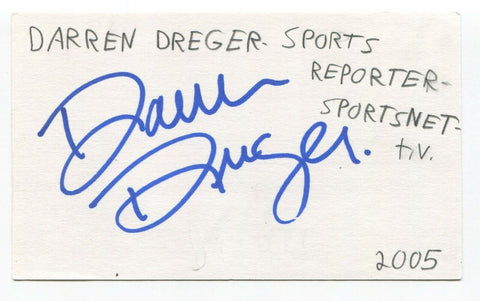 DARREN DREGER- SPORTS
REPORTER-
SPORTSNET-
t.V.
Darren
Dreger.
2005